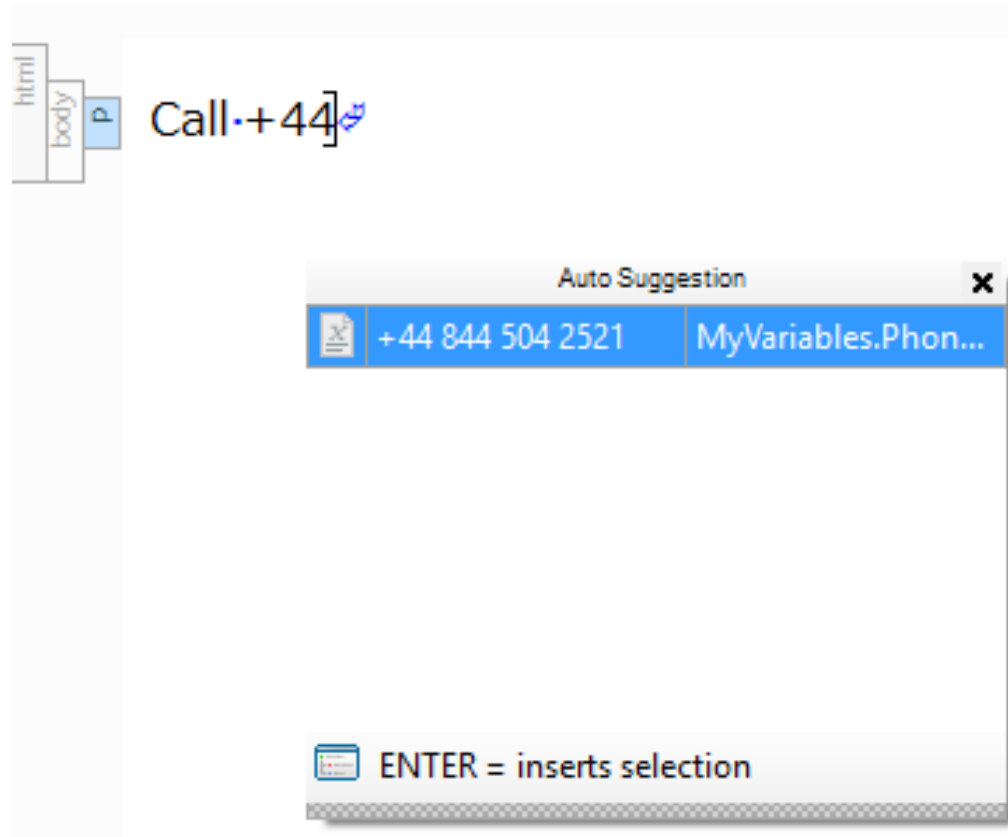 html
body
p
Call·+44
Auto Suggestion
+44 844 504 2521 MyVariables.Phon...
ENTER = inserts selection